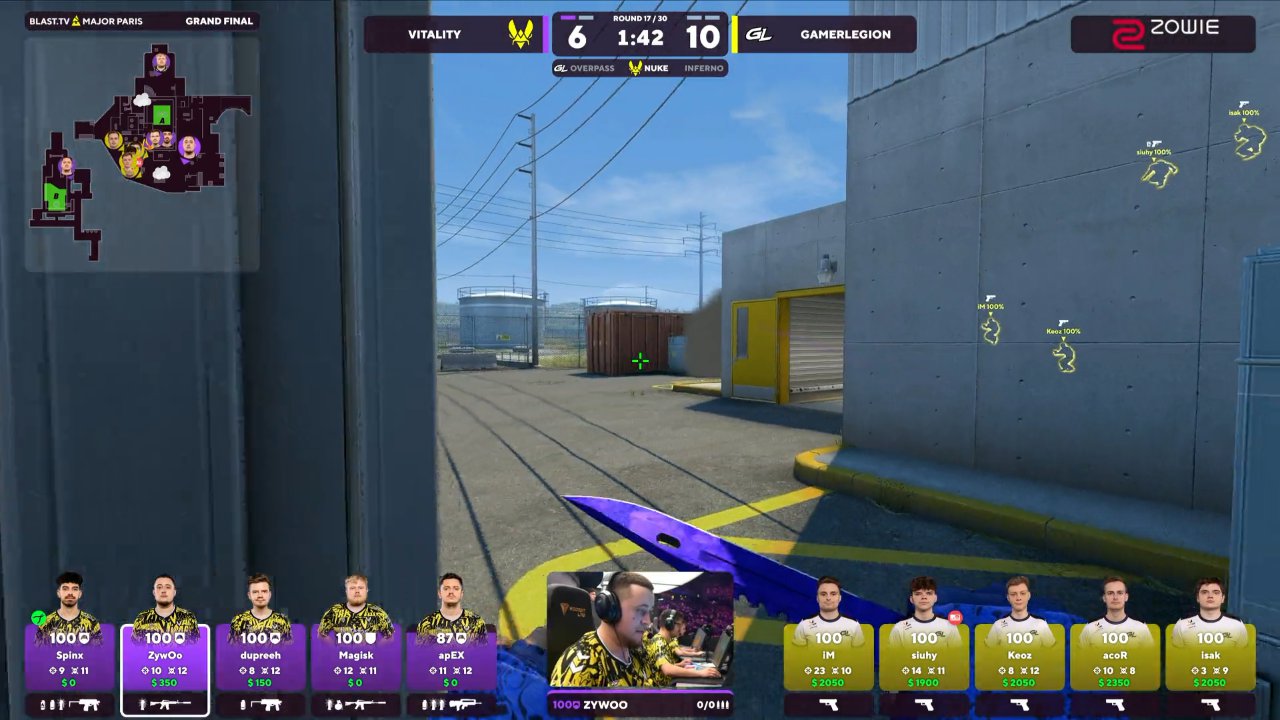 BLAST.TV MAJOR PARIS GRAND FINAL
VITALITY 6 ROUND 17 / 30 1:42 10 GL GAMERLEGION
ZOWIE
GL OVERPASS NUKE INFERNO
A
B
isak 100%
siuhy 100%
iM 100%
Keoz 100%
100 Spinx 9 11 $ 0
100 ZywOo 10 12 $ 350
100 dupreeh 8 12 $ 150
100 Magisk 12 11 $ 0
87 apEX 11 12 $ 0
100 iM 23 10 $ 2050
100 siuhy 14 11 $ 1900
100 Keoz 8 12 $ 2050
100 acoR 10 8 $ 2350
100 isak 3 9 $ 2050
100 ZYWOO 0/0